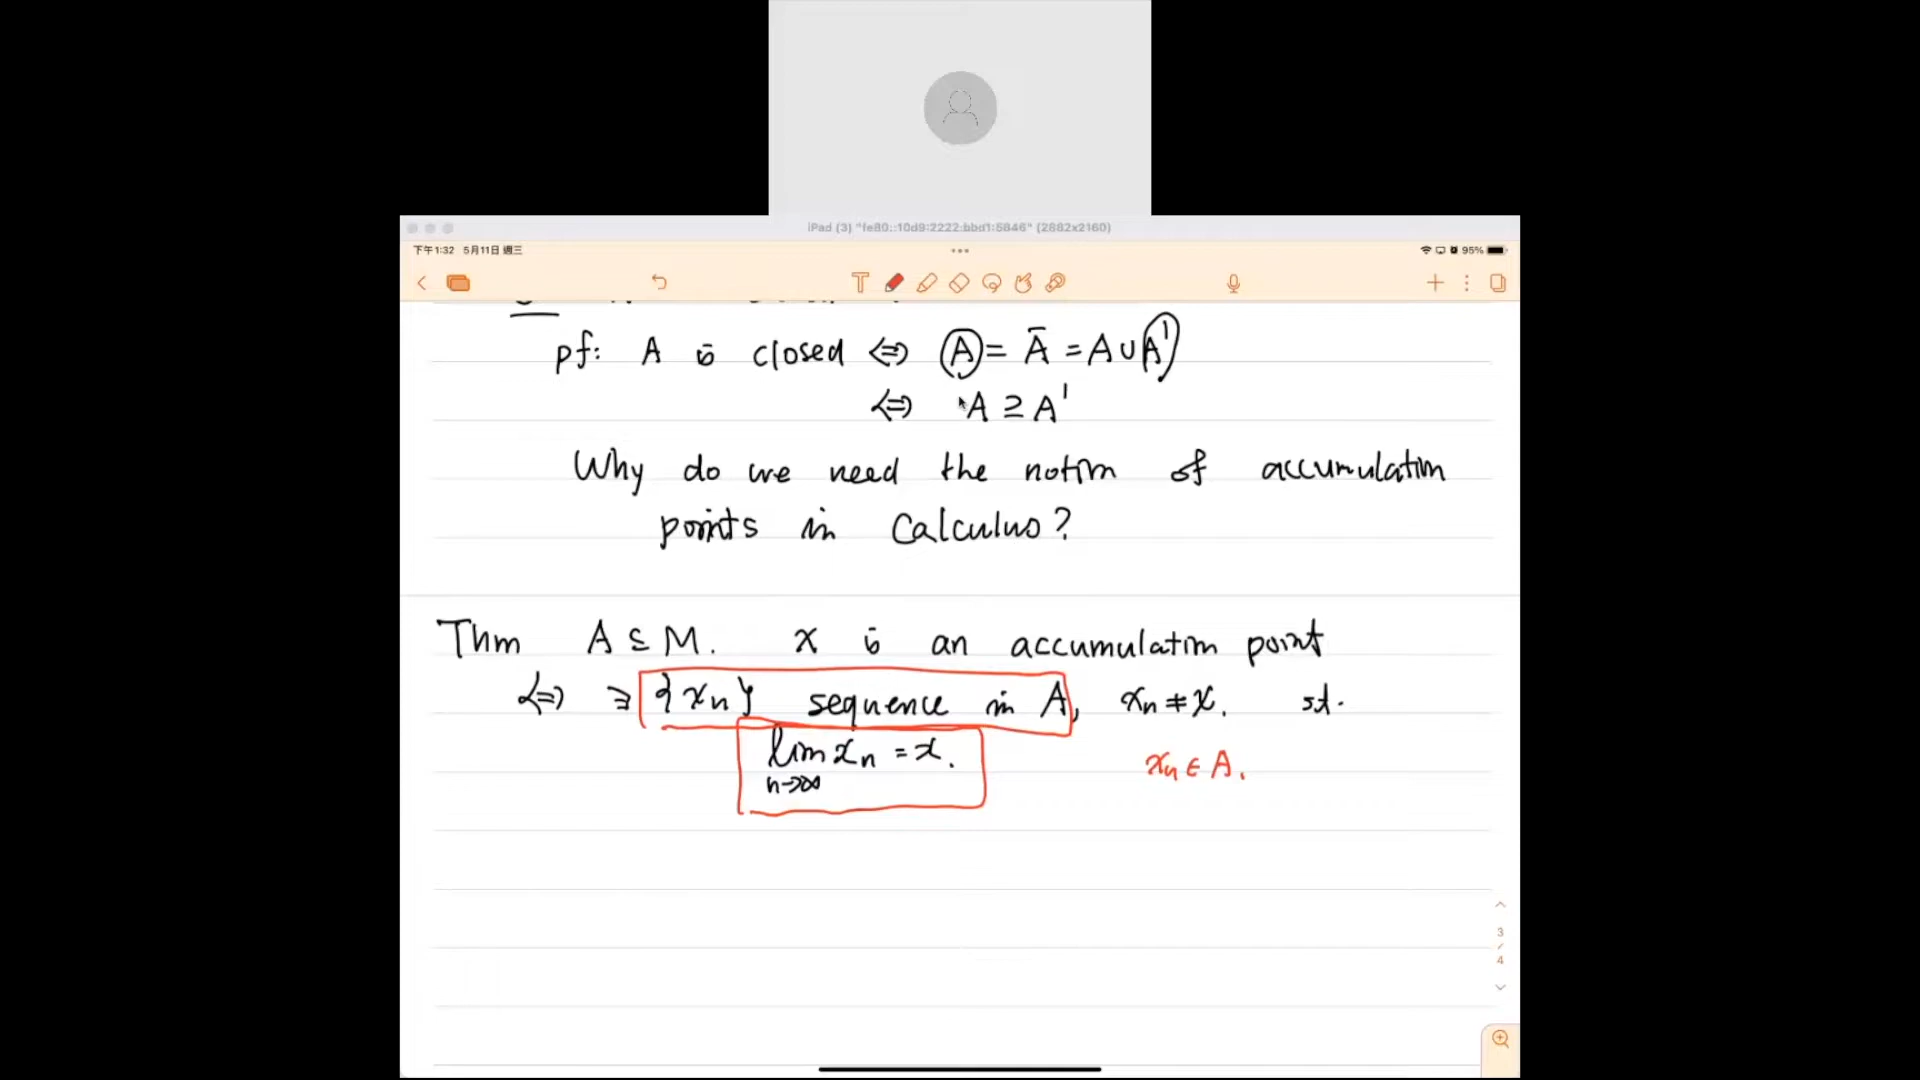 iPad (3) "fe80::10d9:2222:bbd1:5846" (2882x2160)
下午1:32 5月11日 週三
95%
pf: A is closed ⇔ A = Ā = A ∪ A'
⇔ A ⊇ A'
Why do we need the notion of accumulation
points in Calculus?
Thm A ⊆ M. x is an accumulation point
⇔ ∃ {xn} sequence in A, xn ≠ x. st.
lim xn = x.
n→∞
xn ∈ A.
3
/
4